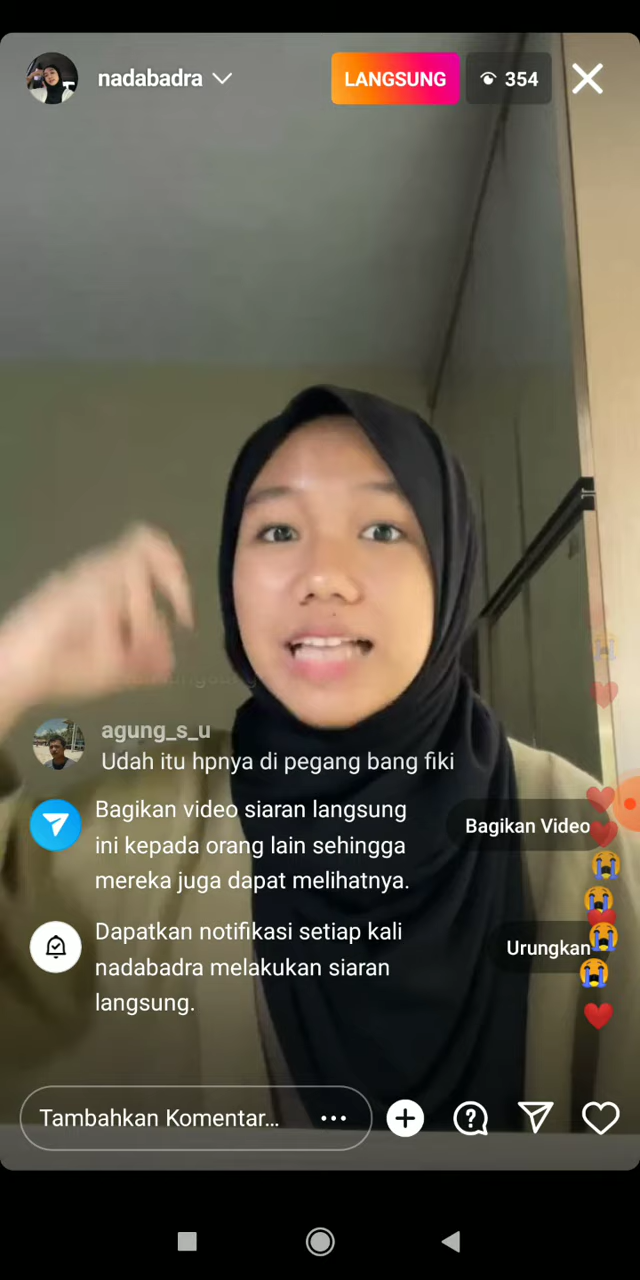 nadabadra
LANGSUNG
354
agung_s_u
Udah itu hpnya di pegang bang fiki
Bagikan video siaran langsung
ini kepada orang lain sehingga
mereka juga dapat melihatnya.
Bagikan Video
Dapatkan notifikasi setiap kali
nadabadra melakukan siaran
langsung.
Urungkan
Tambahkan Komentar...